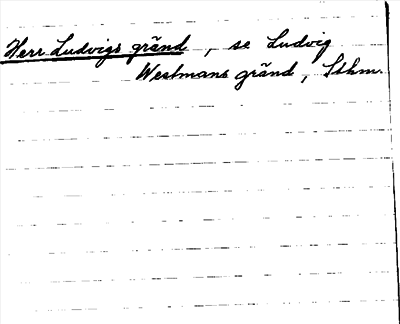 Herr Ludvigs gränd, se Ludvig
Westmans gränd, Sthm.